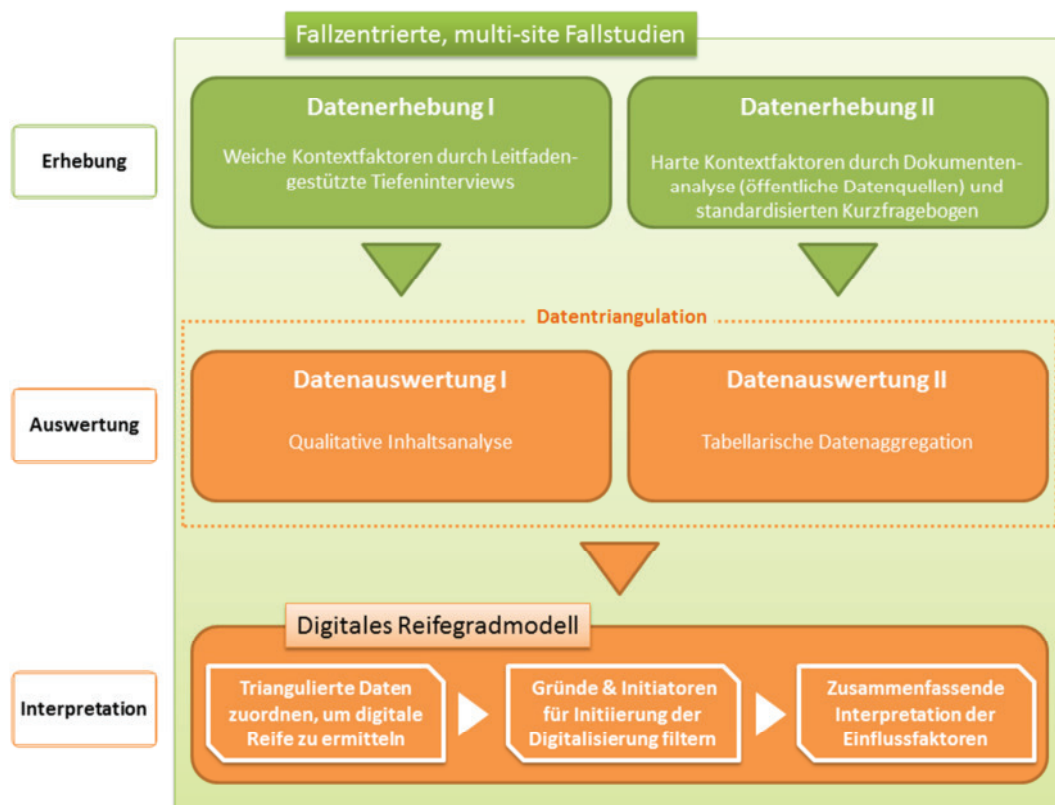 Fallzentrierte, multi-site Fallstudien
Erhebung
Datenerhebung I
Weiche Kontextfaktoren durch Leitfaden-
gestützte Tiefeninterviews
Datenerhebung II
Harte Kontextfaktoren durch Dokumenten-
analyse (öffentliche Datenquellen) und
standardisierten Kurzfragebogen
Datentriangulation
Auswertung
Datenauswertung I
Qualitative Inhaltsanalyse
Datenauswertung II
Tabellarische Datenaggregation
Digitales Reifegradmodell
Interpretation
Triangulierte Daten
zuordnen, um digitale
Reife zu ermitteln
Gründe & Initiatoren
für Initiierung der
Digitalisierung filtern
Zusammenfassende
Interpretation der
Einflussfaktoren